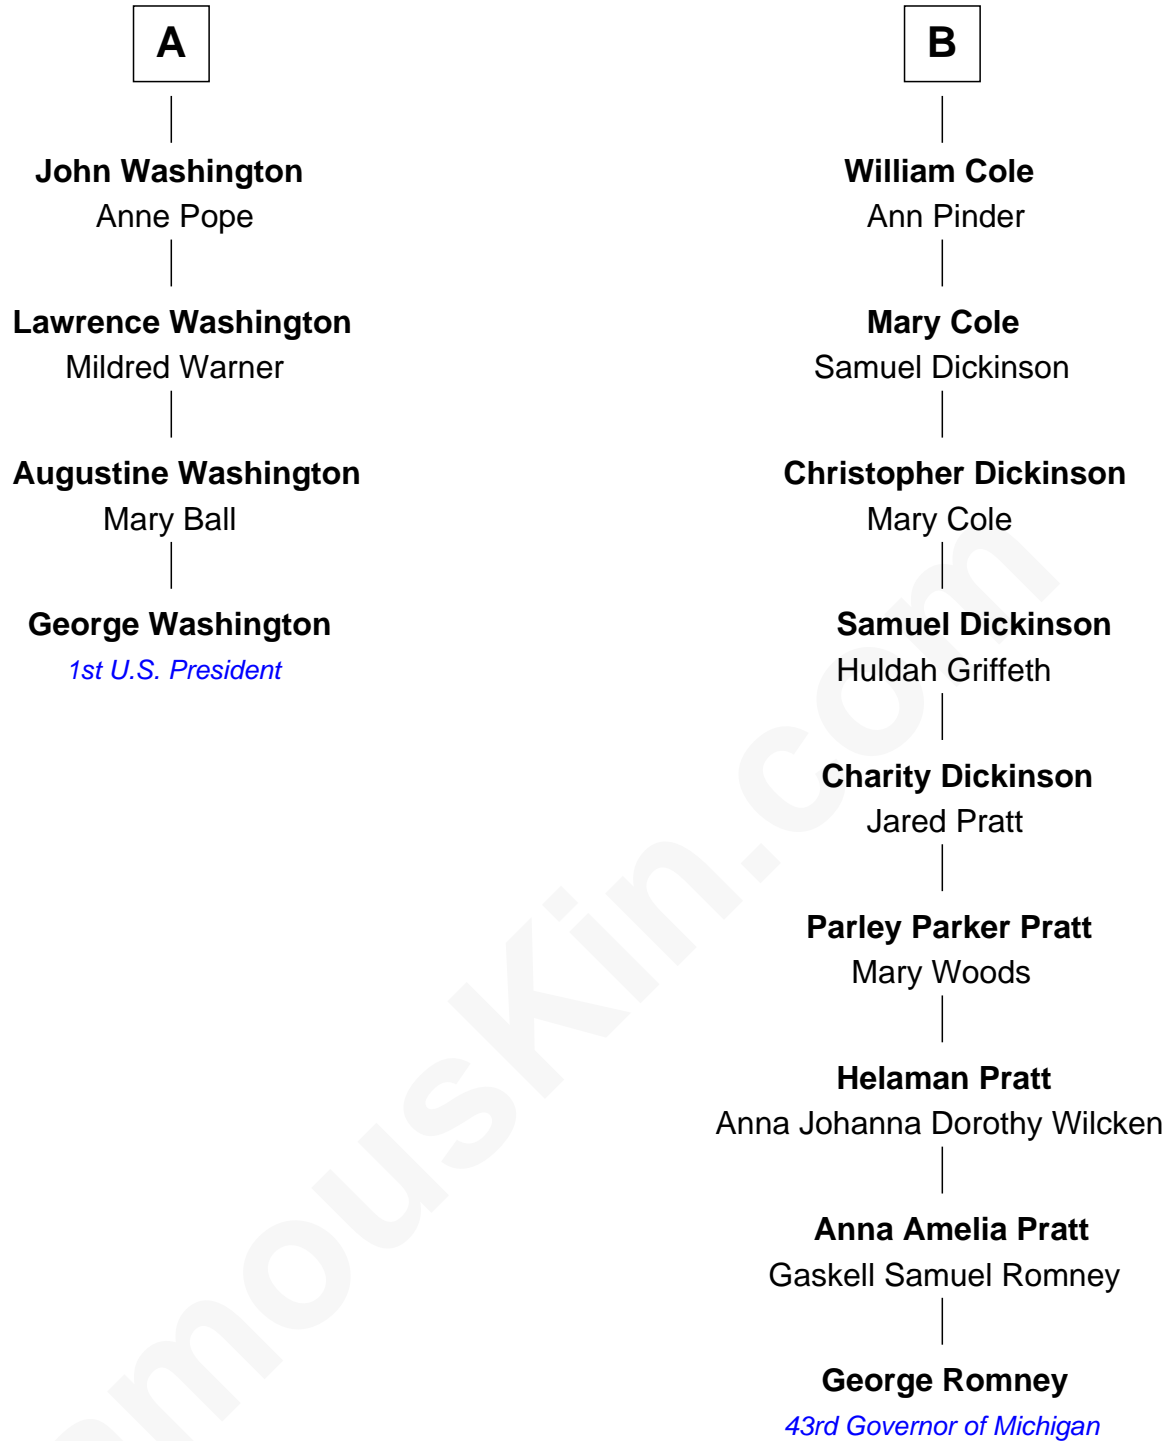 A
John Washington
Anne Pope
Lawrence Washington
Mildred Warner
Augustine Washington
Mary Ball
George Washington
1st U.S. President
B
William Cole
Ann Pinder
Mary Cole
Samuel Dickinson
Christopher Dickinson
Mary Cole
Samuel Dickinson
Huldah Griffeth
Charity Dickinson
Jared Pratt
Parley Parker Pratt
Mary Woods
Helaman Pratt
Anna Johanna Dorothy Wilcken
Anna Amelia Pratt
Gaskell Samuel Romney
George Romney
43rd Governor of Michigan
amouskin.com